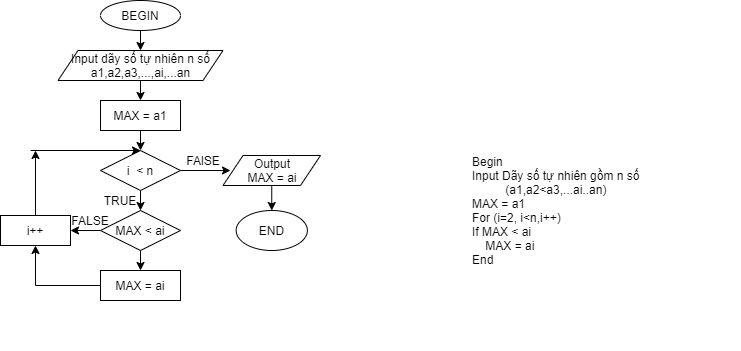 BEGIN
Input dãy số tự nhiên n số
a1,a2,a3,...,ai,...an
MAX = a1
i < n
FAISE
Output
MAX = ai
TRUE
MAX < ai
FALSE
i++
END
MAX = ai
Begin
Input Dãy số tự nhiên gồm n số
(a1,a2<a3,...ai..an)
MAX = a1
For (i=2, i<n,i++)
If MAX < ai
MAX = ai
End